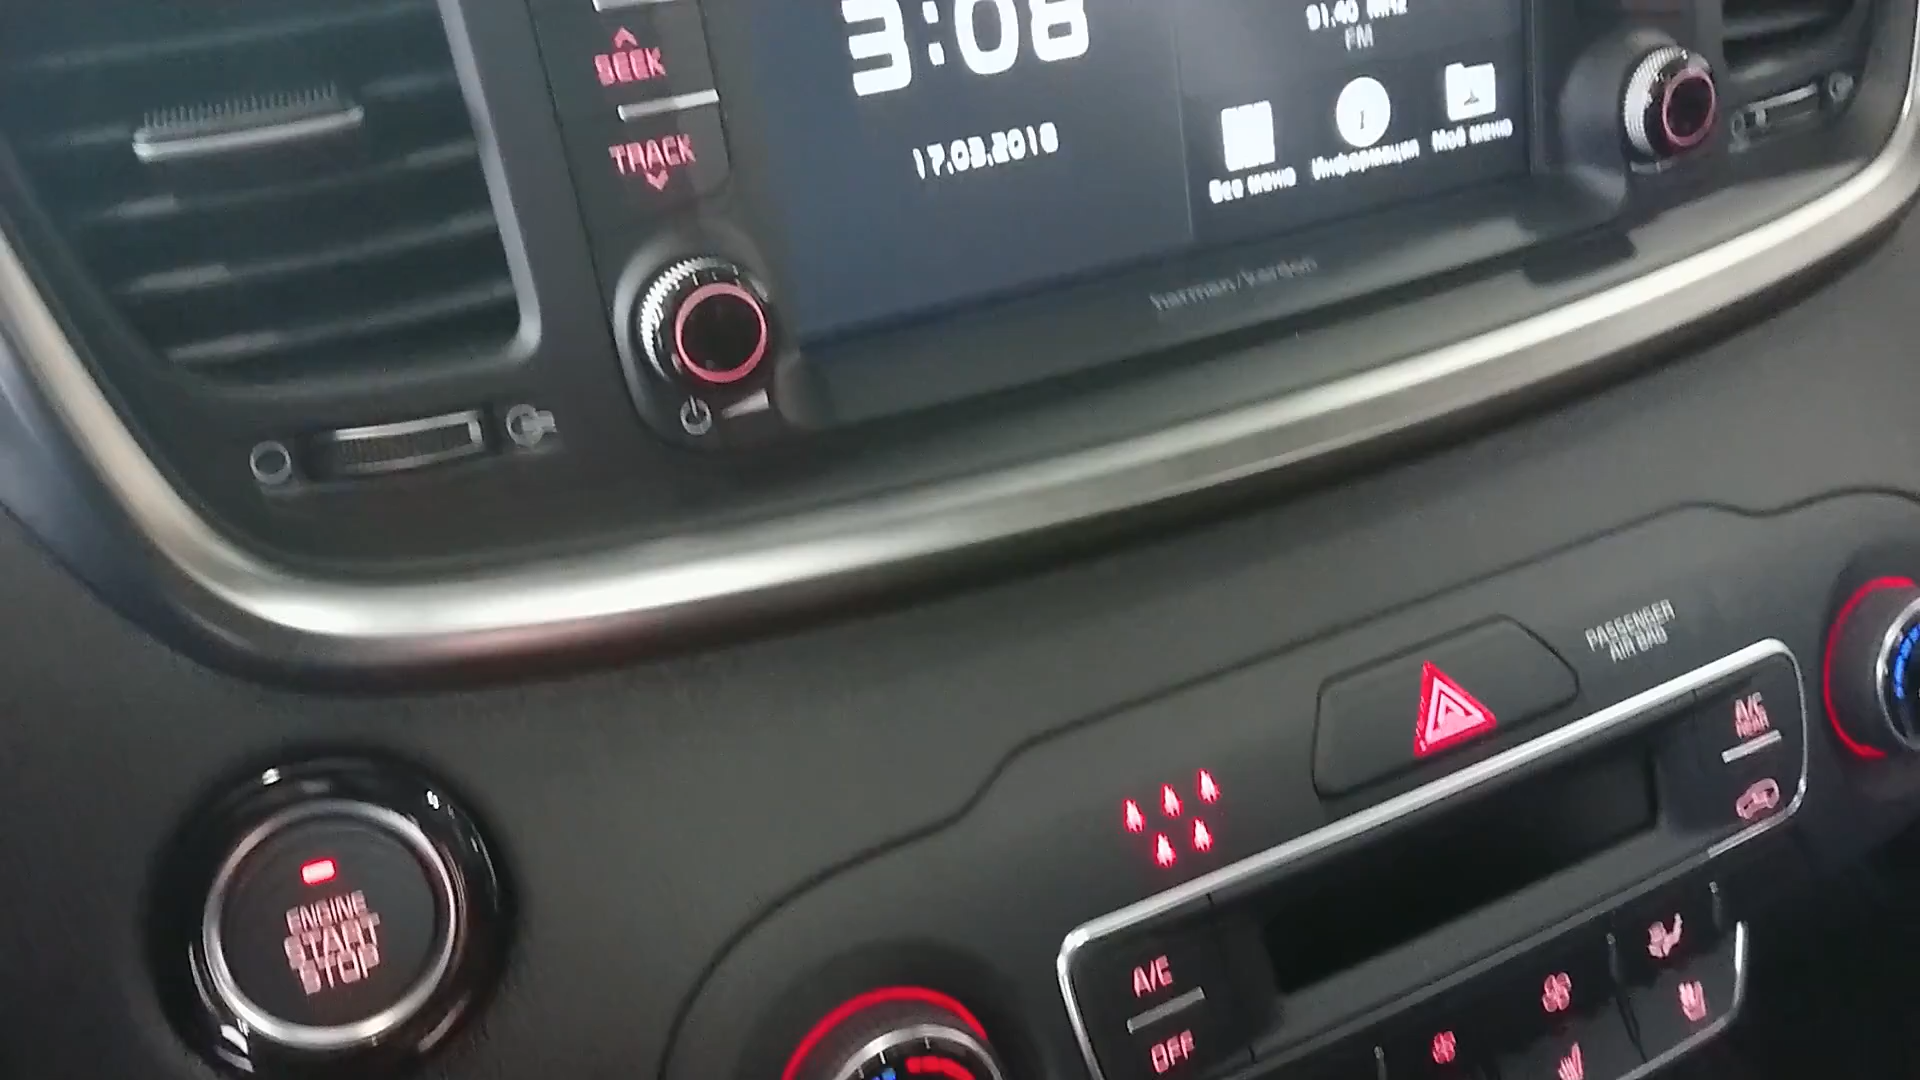 SEEK
TRACK
3:08
17.03.2018
91.40 MHz
FM
Все меню
Информация
Мой меню
harman/kardon
PASSENGER
AIR BAG
ENGINE
START
STOP
A/C
OFF